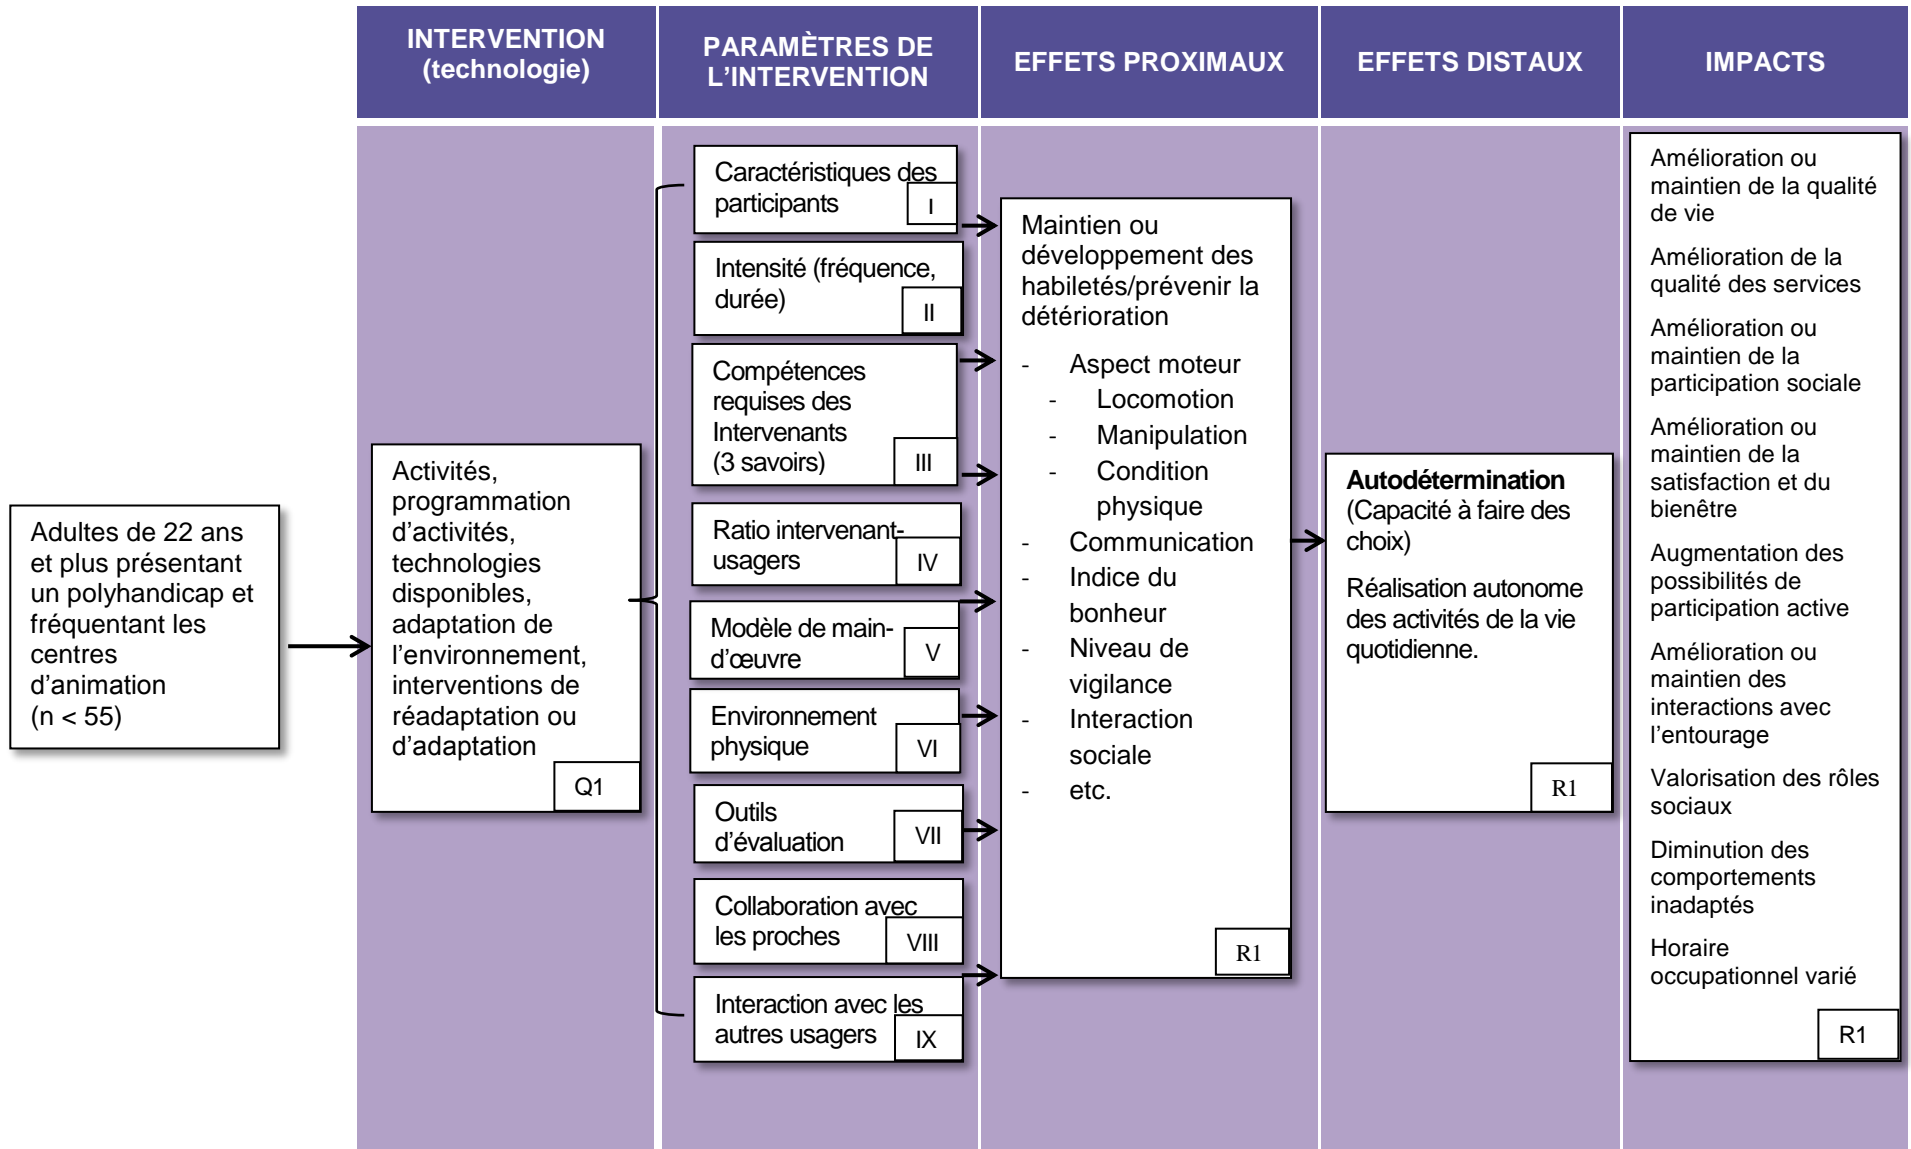 INTERVENTION
(technologie)
PARAMÈTRES DE
L'INTERVENTION
EFFETS PROXIMAUX
EFFETS DISTAUX
IMPACTS
Adultes de 22 ans
et plus présentant
un polyhandicap et
fréquentant les
centres
d'animation
(n < 55)
Activités,
programmation
d'activités,
technologies
disponibles,
adaptation de
l'environnement,
interventions de
réadaptation ou
d'adaptation
Q1
Caractéristiques des
participants
I
Intensité (fréquence,
durée)
II
Compétences
requises des
Intervenants
(3 savoirs)
III
Ratio intervenant-
usagers
IV
Modèle de main-
d'œuvre
V
Environnement
physique
VI
Outils
d'évaluation
VII
Collaboration avec
les proches
VIII
Interaction avec les
autres usagers
IX
Maintien ou
développement des
habiletés/prévenir la
détérioration
- Aspect moteur
- Locomotion
- Manipulation
- Condition
physique
- Communication
- Indice du
bonheur
- Niveau de
vigilance
- Interaction
sociale
- etc.
R1
Autodétermination
(Capacité à faire des
choix)
Réalisation autonome
des activités de la vie
quotidienne.
R1
Amélioration ou
maintien de la qualité
de vie
Amélioration de la
qualité des services
Amélioration ou
maintien de la
participation sociale
Amélioration ou
maintien de la
satisfaction et du
bienêtre
Augmentation des
possibilités de
participation active
Amélioration ou
maintien des
interactions avec
l'entourage
Valorisation des rôles
sociaux
Diminution des
comportements
inadaptés
Horaire
occupationnel varié
R1